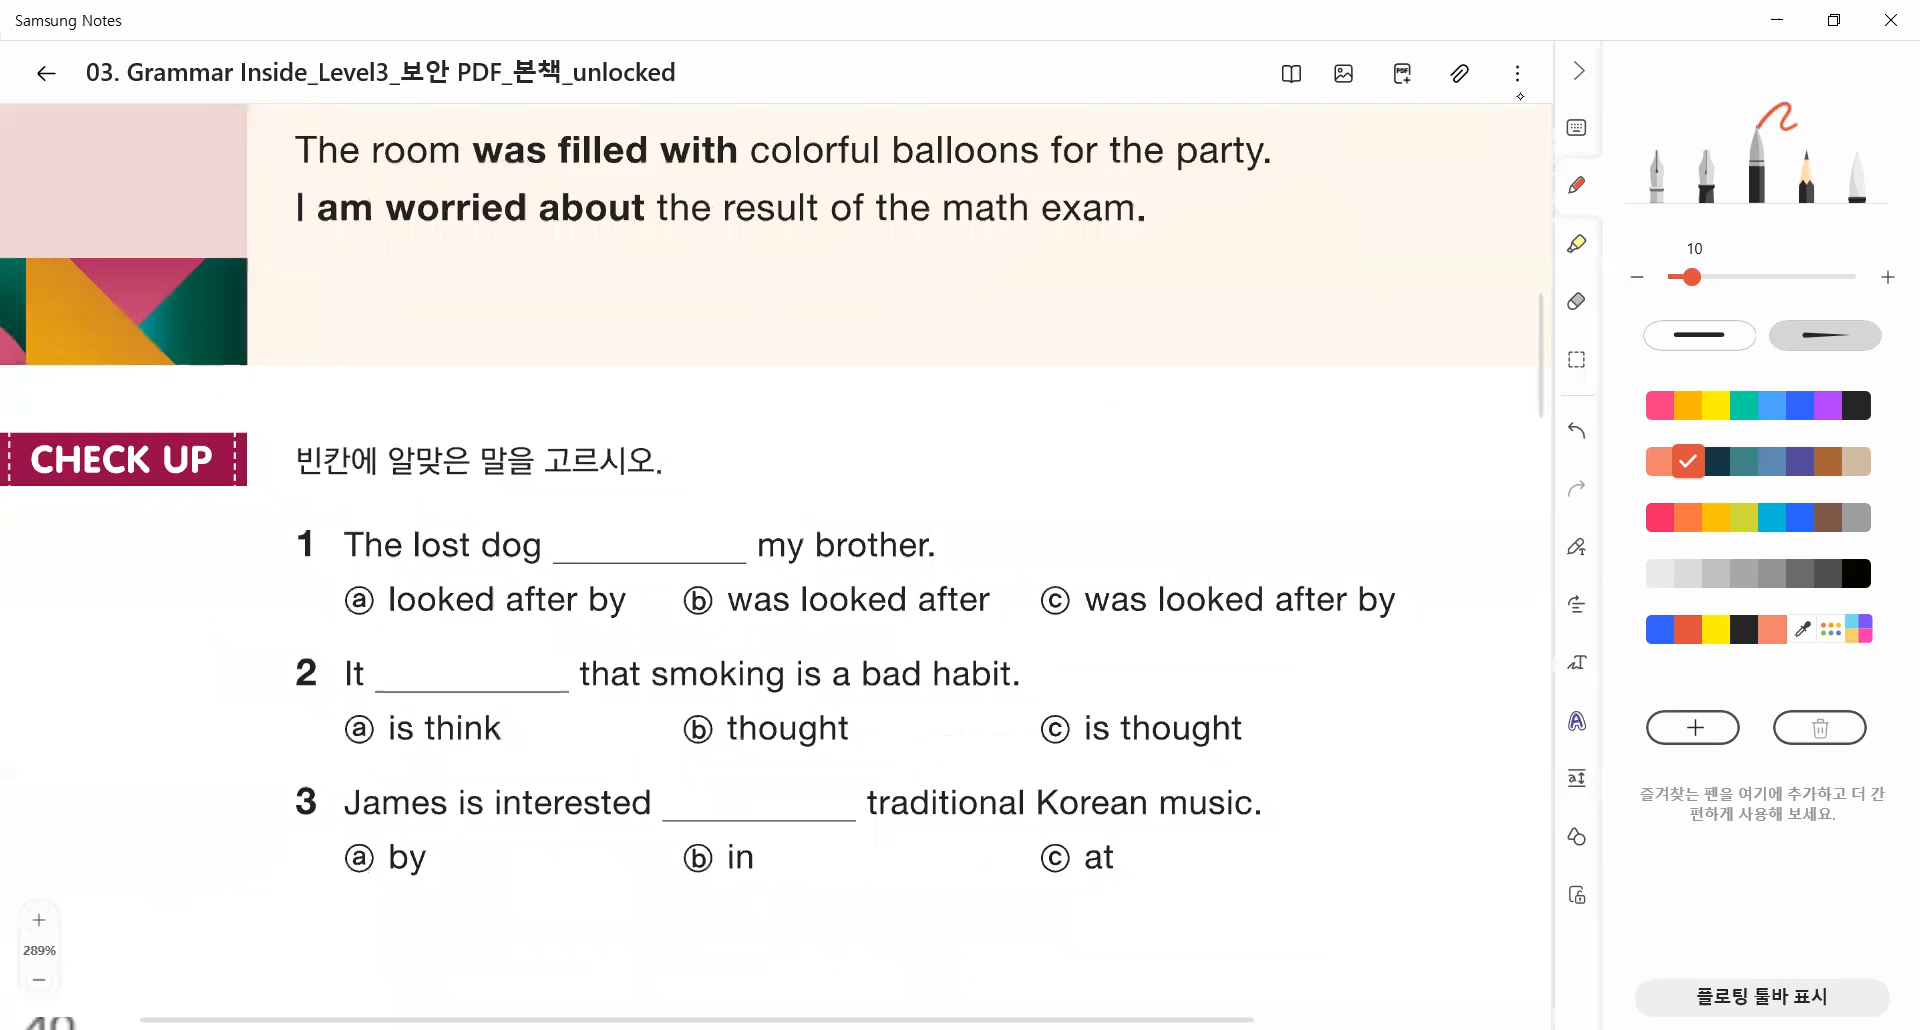 Samsung Notes
03. Grammar Inside_Level3_보안 PDF_본책_unlocked
The room was filled with colorful balloons for the party.
I am worried about the result of the math exam.
CHECK UP
빈칸에 알맞은 말을 고르시오.
1 The lost dog ____________ my brother.
ⓐ looked after by ⓑ was looked after ⓒ was looked after by
2 It ____________ that smoking is a bad habit.
ⓐ is think ⓑ thought ⓒ is thought
3 James is interested ____________ traditional Korean music.
ⓐ by ⓑ in ⓒ at
289%
10
즐겨찾는 펜을 여기에 추가하고 더 간
편하게 사용해 보세요.
플로팅 툴바 표시